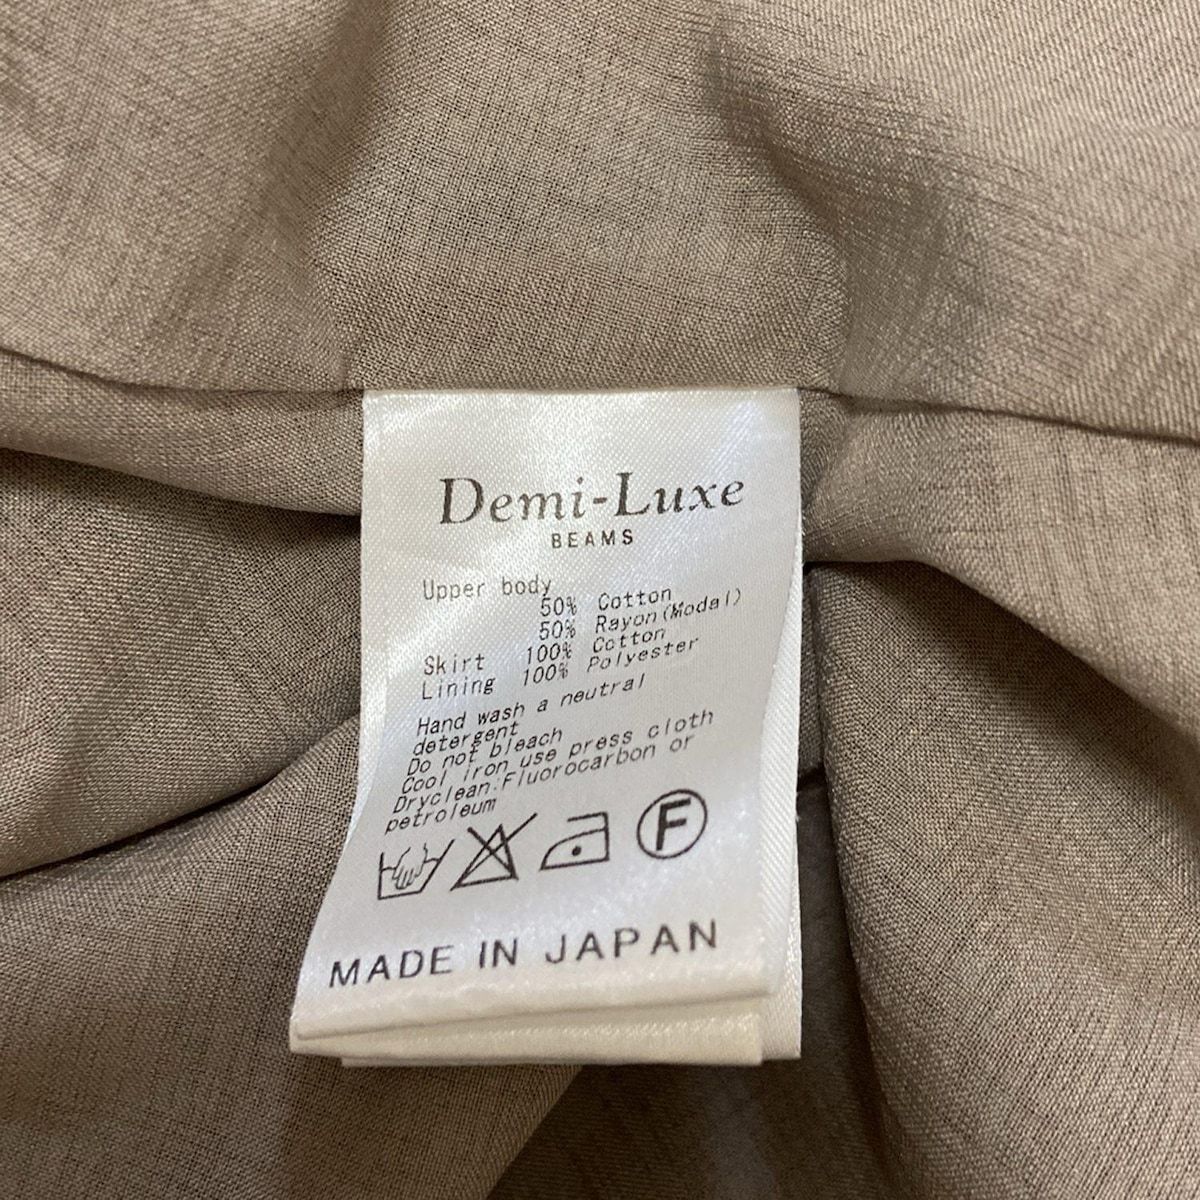 Demi-Luxe
BEAMS
Upper body
50% Cotton
50% Rayon(Modal)
Skirt 100% Cotton
Lining 100% Polyester
Hand wash a neutral
detergent
Do not bleach
Cool iron use press cloth
Dryclean:Fluorocarbon or
petroleum
F
MADE IN JAPAN